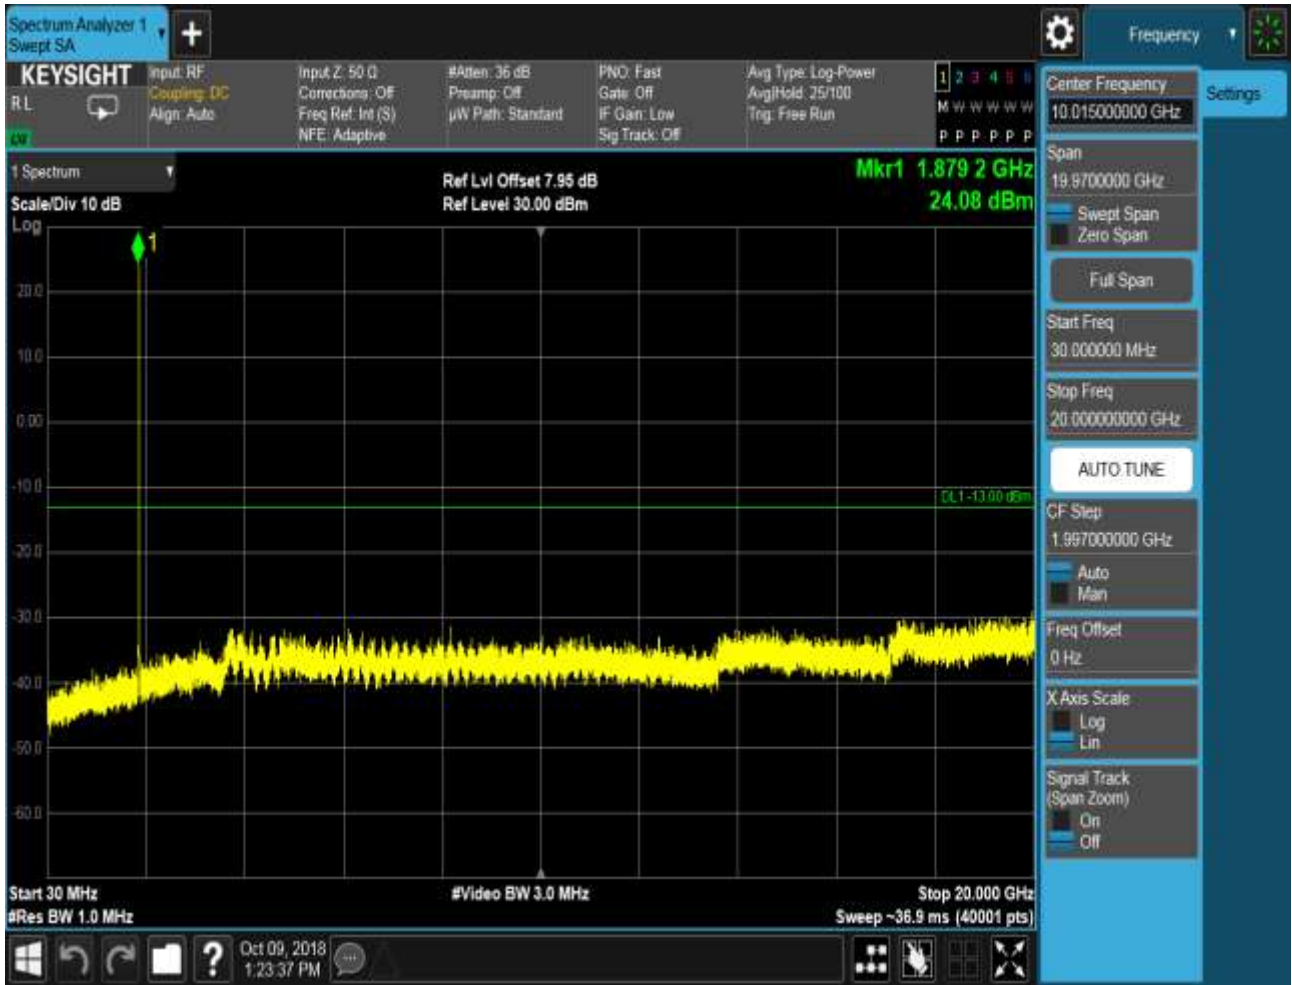 Spectrum Analyzer 1
Swept SA
+
Frequency
KEYSIGHT
RL
Input: RF
Coupling: DC
Align: Auto
Input Z: 50 Ω
Corrections: Off
Freq Ref: Int (S)
NFE: Adaptive
#Atten: 36 dB
Preamp: Off
µW Path: Standard
PNO: Fast
Gate: Off
IF Gain: Low
Sig Track: Off
Avg Type: Log-Power
Avg|Hold: 25/100
Trig: Free Run
1 2 3 4 5 6
M W W W W W
P P P P P P
1 Spectrum
Scale/Div 10 dB
Log
Ref Lvl Offset 7.95 dB
Ref Level 30.00 dBm
Mkr1 1.879 2 GHz
24.08 dBm
1
20.0
10.0
0.00
-10.0
DL1 -13.00 dBm
-20.0
-30.0
-40.0
-50.0
-60.0
Start 30 MHz
#Res BW 1.0 MHz
#Video BW 3.0 MHz
Stop 20.000 GHz
Sweep ~36.9 ms (40001 pts)
Center Frequency
10.015000000 GHz
Settings
Span
19.9700000 GHz
Swept Span
Zero Span
Full Span
Start Freq
30.000000 MHz
Stop Freq
20.000000000 GHz
AUTO TUNE
CF Step
1.997000000 GHz
Auto
Man
Freq Offset
0 Hz
X Axis Scale
Log
Lin
Signal Track
(Span Zoom)
On
Off
?
Oct 09, 2018
1:23:37 PM